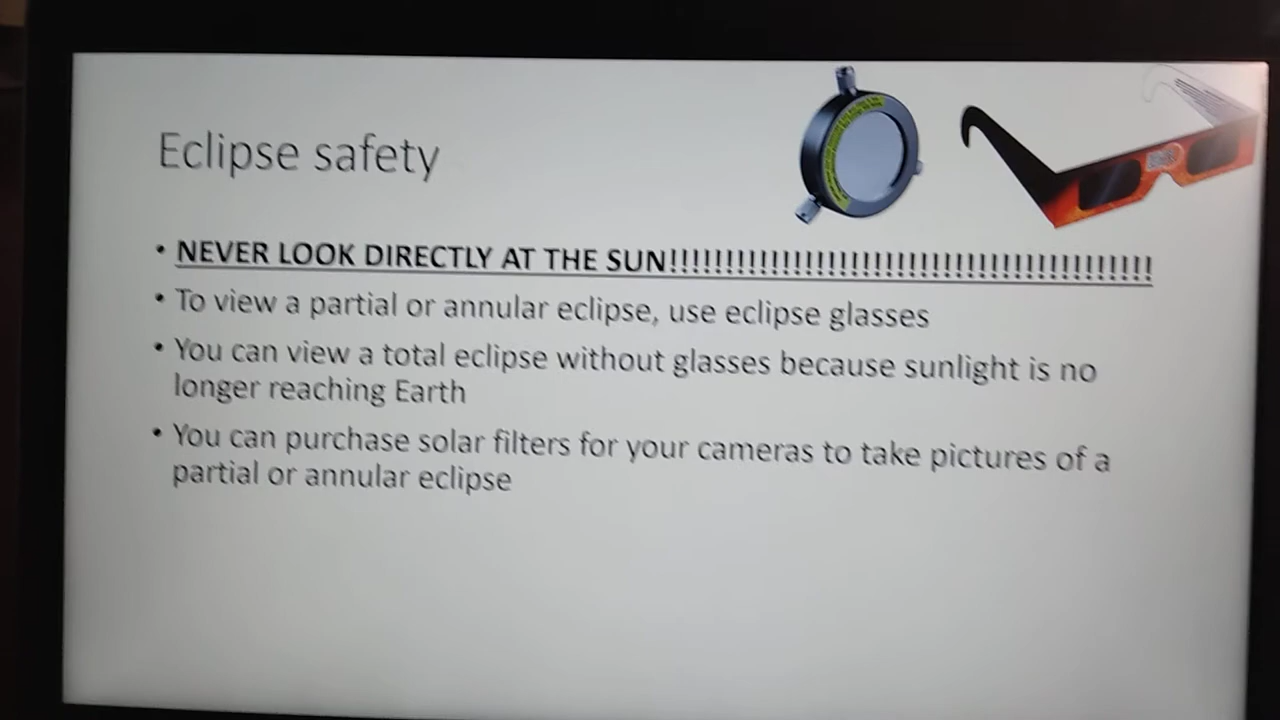 Eclipse safety
• NEVER LOOK DIRECTLY AT THE SUN!!!!!!!!!!!!!!!!!!!!!!!!!!!!!!!!!!!!!!!!!!!
• To view a partial or annular eclipse, use eclipse glasses
• You can view a total eclipse without glasses because sunlight is no
longer reaching Earth
• You can purchase solar filters for your cameras to take pictures of a
partial or annular eclipse